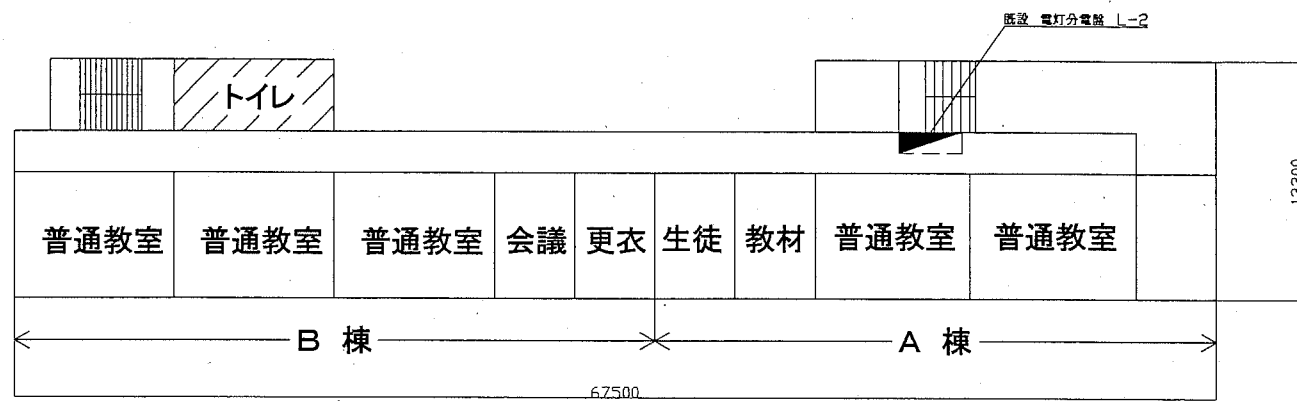 既設 電灯分電盤 L-2
トイレ
13300
普通教室 普通教室 普通教室 会議 更衣 生徒 教材 普通教室 普通教室
B 棟 A 棟
67500